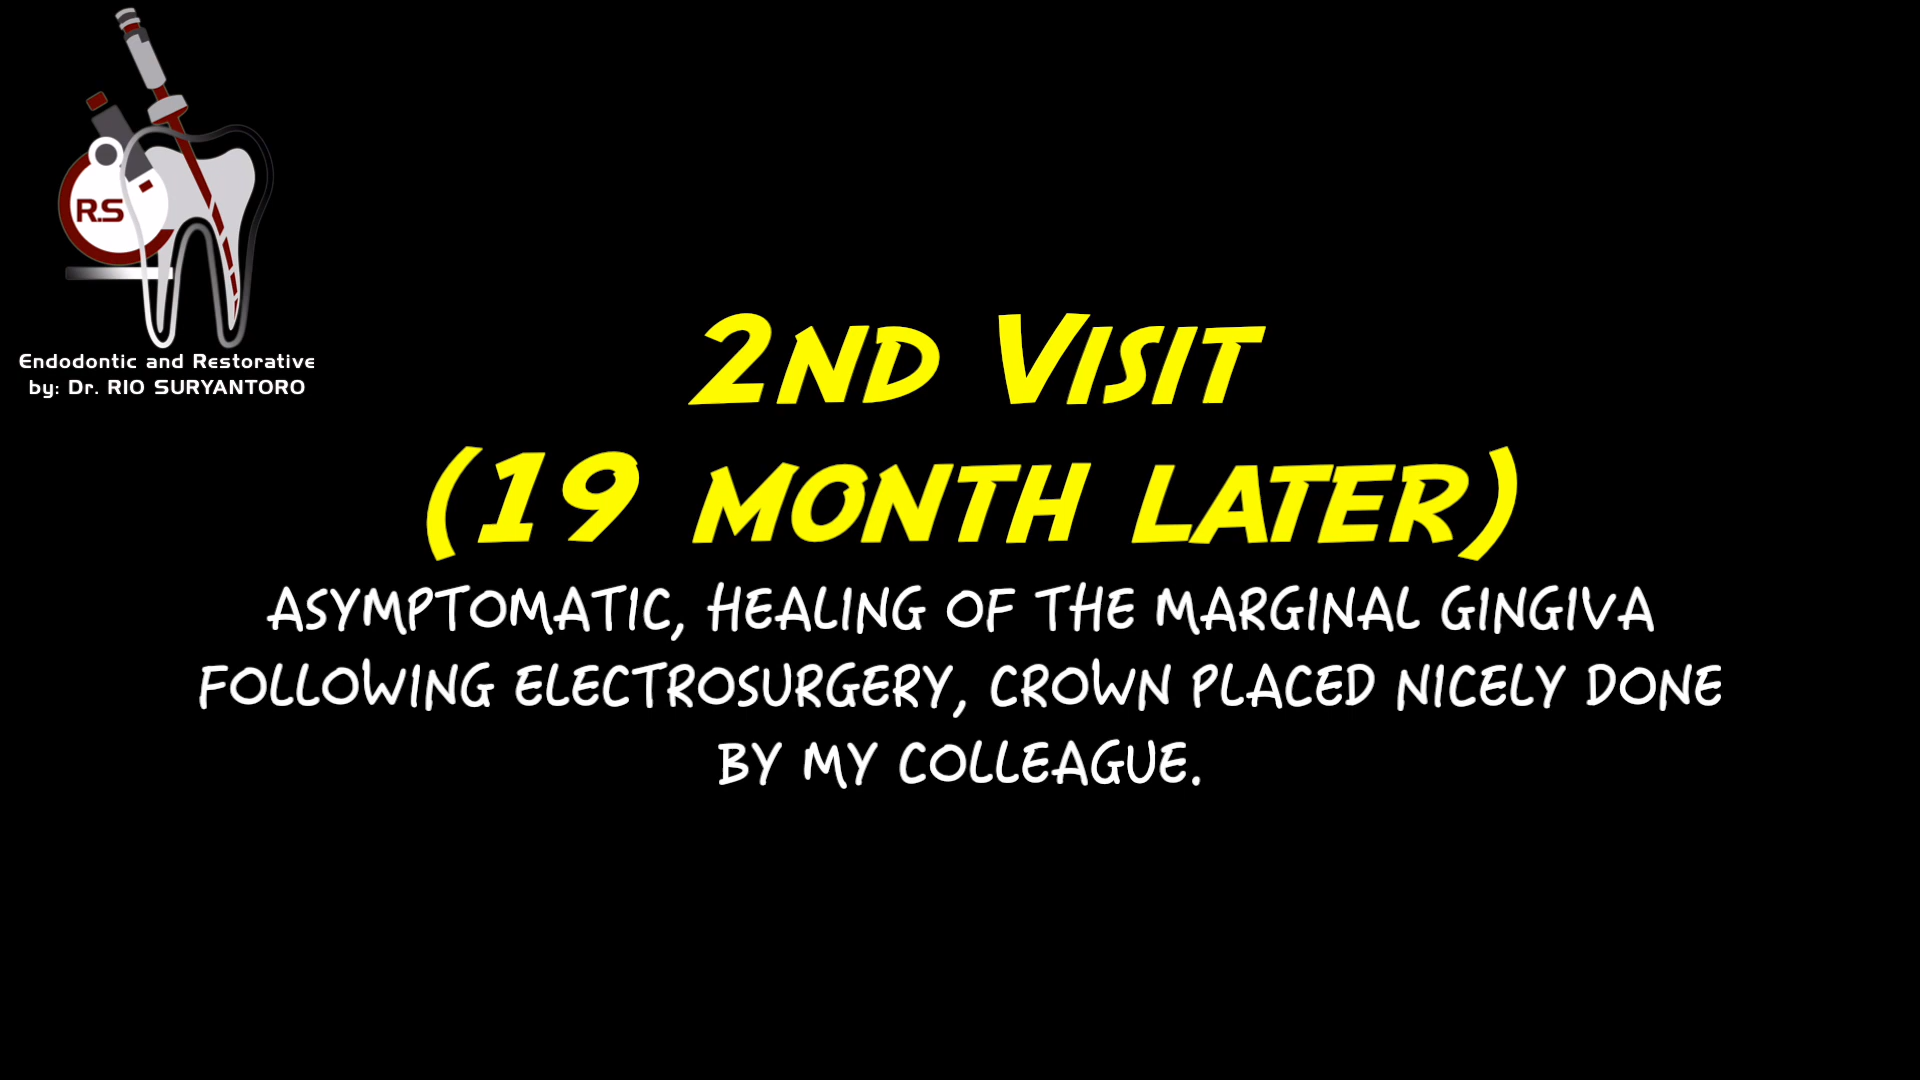 R.S
Endodontic and Restorative
by: Dr. RIO SURYANTORO
2ND VISIT
(19 MONTH LATER)
ASYMPTOMATIC, HEALING OF THE MARGINAL GINGIVA
FOLLOWING ELECTROSURGERY, CROWN PLACED NICELY DONE
BY MY COLLEAGUE.